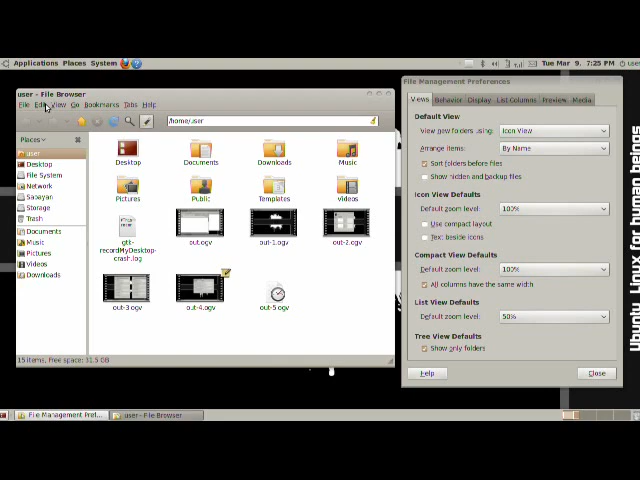 Applications Places System
Tue Mar 9, 7:25 PM
user
user - File Browser
File Edit View Go Bookmarks Tabs Help
/home/user
Places
user
Desktop
File System
Network
Sapayan
Storage
Trash
Documents
Music
Pictures
Videos
Downloads
Desktop Documents Downloads Music
Pictures Public Templates Videos
gtk-
recordMyDesktop-
crash.log
out.ogv out-1.ogv out-2.ogv
out-3.ogv out-4.ogv out-5.ogv
15 items, Free space: 31.5 GB
File Management Preferences
Views Behavior Display List Columns Preview Media
Default View
View new folders using: Icon View
Arrange items: By Name
Sort folders before files
Show hidden and backup files
Icon View Defaults
Default zoom level: 100%
Use compact layout
Text beside icons
Compact View Defaults
Default zoom level: 100%
All columns have the same width
List View Defaults
Default zoom level: 50%
Tree View Defaults
Show only folders
Help Close
Ubuntu, Linux for human beings
File Management Pref... user - File Browser